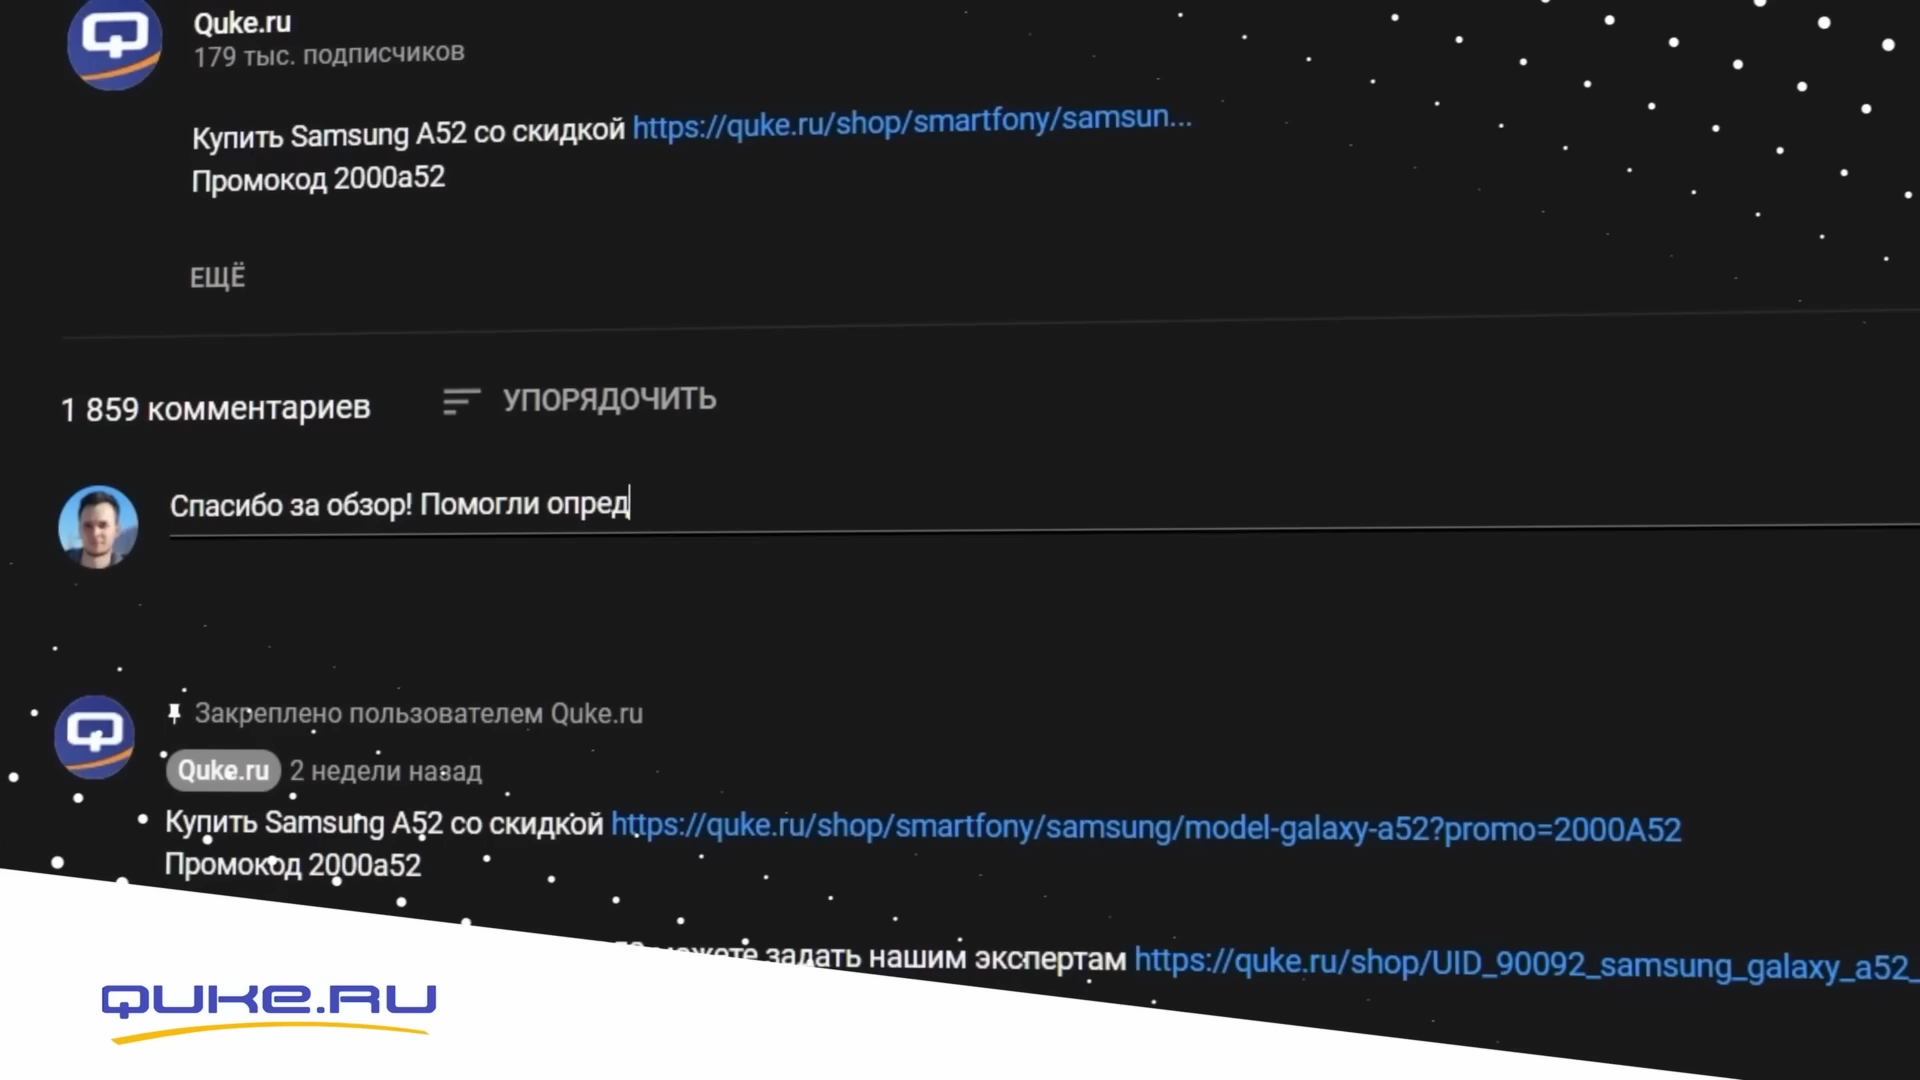 Quke.ru
179 тыс. подписчиков
Купить Samsung A52 со скидкой https://quke.ru/shop/smartfony/samsun...
Промокод 2000a52
ЕЩЁ
1 859 комментариев УПОРЯДОЧИТЬ
Спасибо за обзор! Помогли опред
Закреплено пользователем Quke.ru
Quke.ru 2 недели назад
Купить Samsung A52 со скидкой https://quke.ru/shop/smartfony/samsung/model-galaxy-a52?promo=2000A52
Промокод 2000a52
можете задать нашим экспертам https://quke.ru/shop/UID_90092_samsung_galaxy_a52_
QUKE.RU